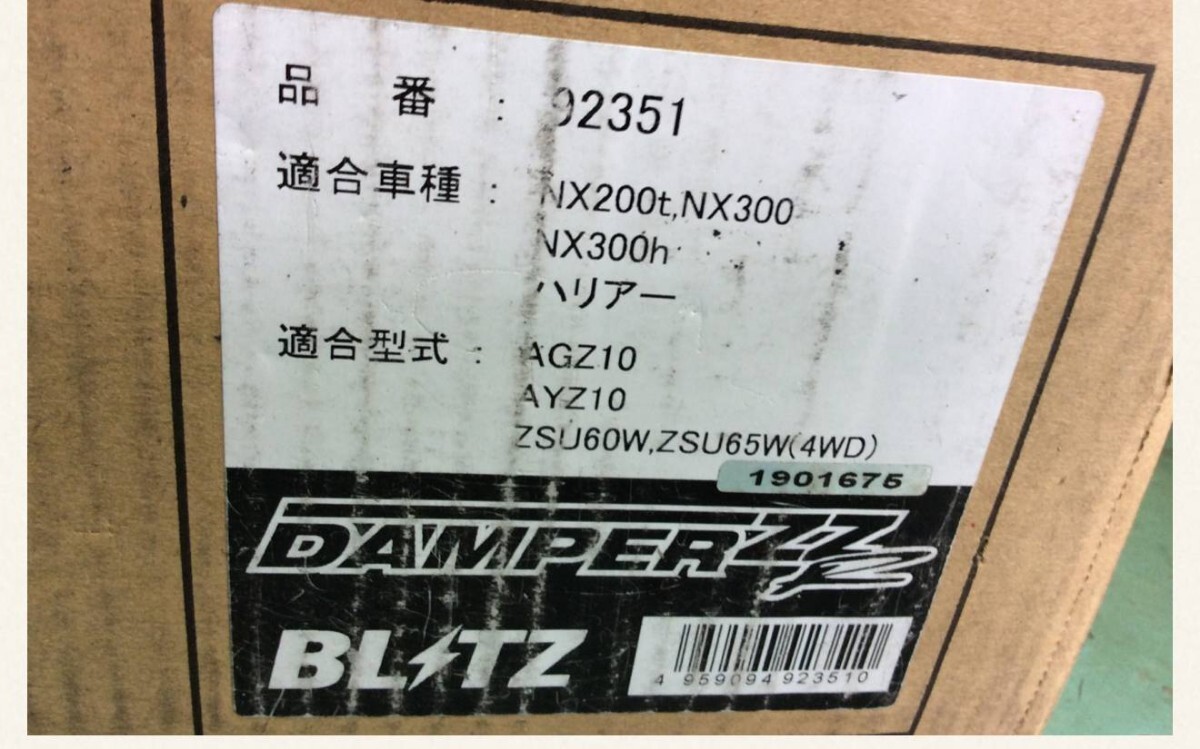 品　番 : 92351
適合車種 : NX200t,NX300
NX300h
ハリアー
適合型式 : AGZ10
AYZ10
ZSU60W,ZSU65W(4WD)
1901675
DAMPER ZZR
BLITZ
4 959094 923510